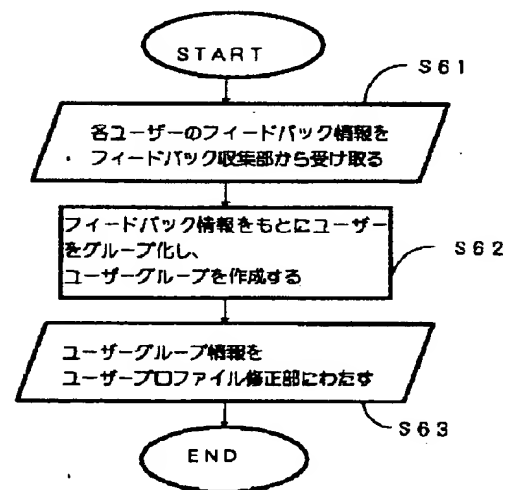 START
S61
各ユーザーのフィードバック情報を
フィードバック収集部から受け取る
フィードバック情報をもとにユーザー
をグループ化し、
ユーザーグループを作成する
S62
ユーザーグループ情報を
ユーザープロファイル修正部にわたす
S63
END